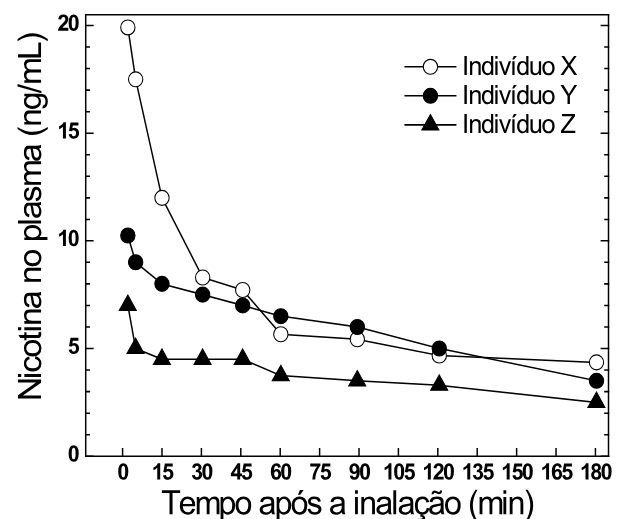 20
15
10
5
0
Nicotina no plasma (ng/mL)
Indivíduo X
Indivíduo Y
Indivíduo Z
0 15 30 45 60 75 90 105 120 135 150 165 180
Tempo após a inalação (min)